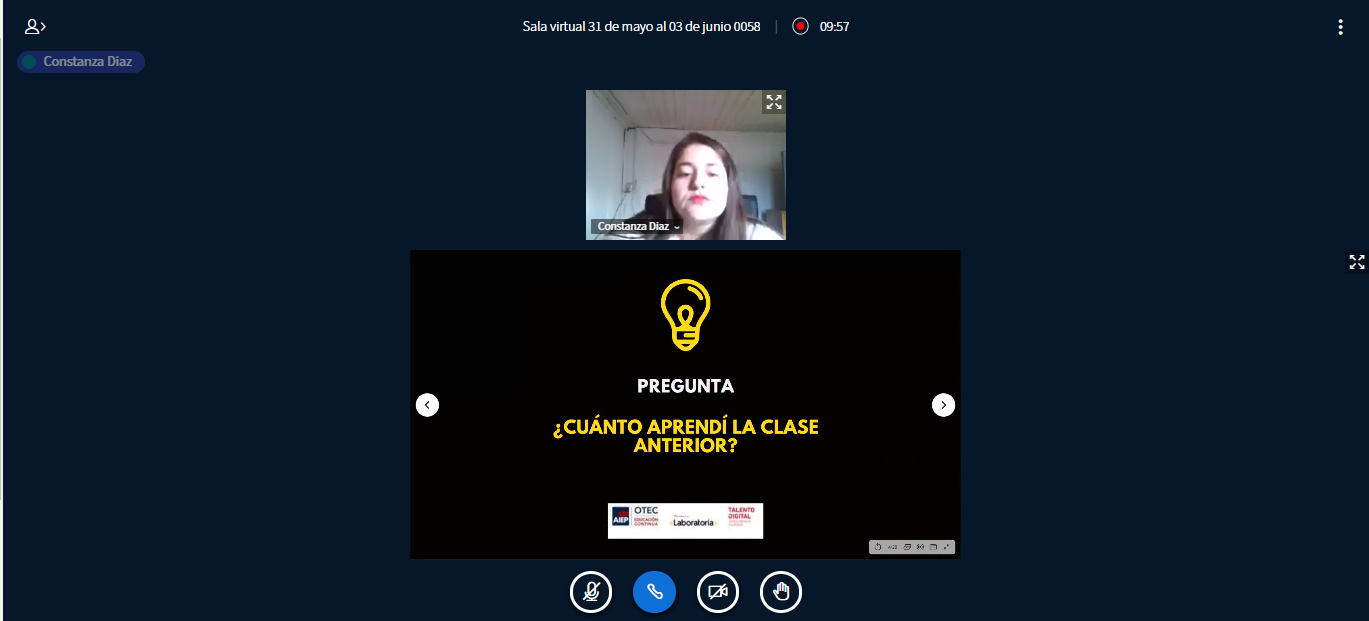 Sala virtual 31 de mayo al 03 de junio 0058
09:57
Constanza Diaz
Constanza Diaz
PREGUNTA
¿CUÁNTO APRENDÍ LA CLASE
ANTERIOR?
AIEP
OTEC
EDUCACIÓN
CONTINUA
Laboratoria
TALENTO
DIGITAL